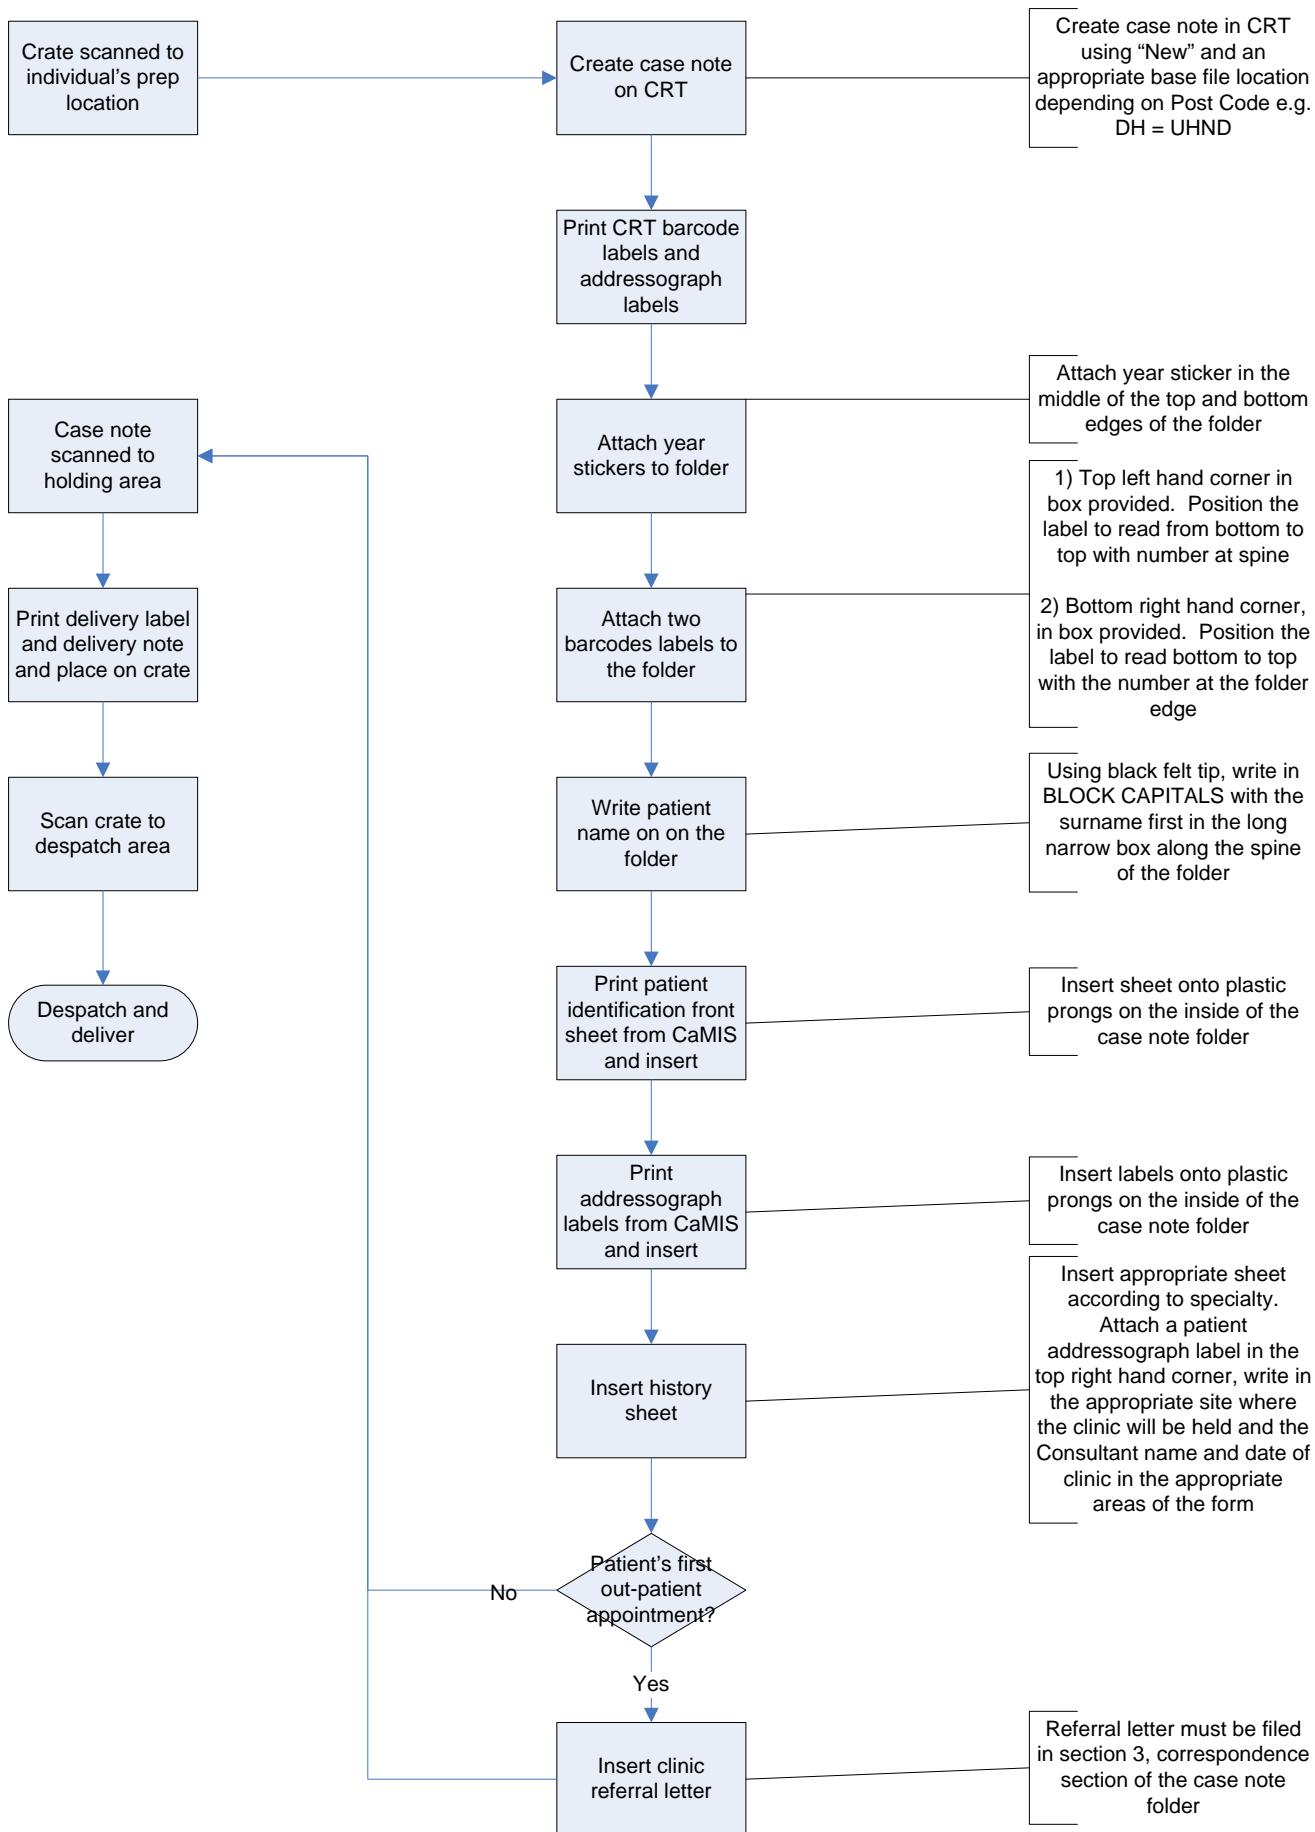 Crate scanned to
individual’s prep
location
Create case note
on CRT
Create case note in CRT
using “New” and an
appropriate base file location
depending on Post Code e.g.
DH = UHND
Print CRT barcode
labels and
addressograph
labels
Attach year
stickers to folder
Attach year sticker in the
middle of the top and bottom
edges of the folder
Attach two
barcodes labels to
the folder
1) Top left hand corner in
box provided.  Position the
label to read from bottom to
top with number at spine
2) Bottom right hand corner,
in box provided.  Position the
label to read bottom to top
with the number at the folder
edge
Write patient
name on on the
folder
Using black felt tip, write in
BLOCK CAPITALS with the
surname first in the long
narrow box along the spine
of the folder
Print patient
identification front
sheet from CaMIS
and insert
Insert sheet onto plastic
prongs on the inside of the
case note folder
Print
addressograph
labels from CaMIS
and insert
Insert labels onto plastic
prongs on the inside of the
case note folder
Insert history
sheet
Insert appropriate sheet
according to specialty.
Attach a patient
addressograph label in the
top right hand corner, write in
the appropriate site where
the clinic will be held and the
Consultant name and date of
clinic in the appropriate
areas of the form
Patient’s first
out-patient
appointment?
No
Yes
Insert clinic
referral letter
Referral letter must be filed
in section 3, correspondence
section of the case note
folder
Case note
scanned to
holding area
Print delivery label
and delivery note
and place on crate
Scan crate to
despatch area
Despatch and
deliver